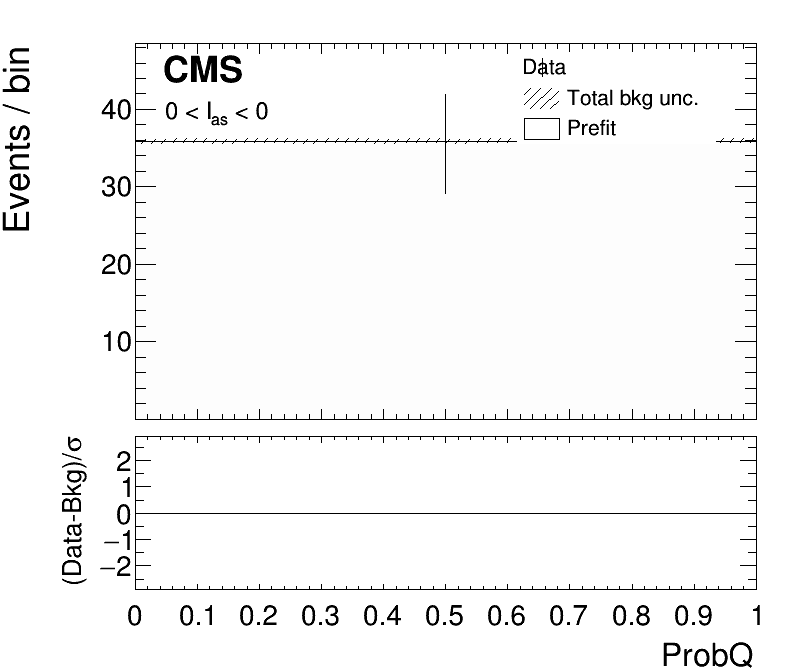 CMS
0 < Ias < 0
Data
Total bkg unc.
Prefit
Events / bin
40
30
20
10
(Data-Bkg)/σ
2
1
0
−1
−2
0 0.1 0.2 0.3 0.4 0.5 0.6 0.7 0.8 0.9 1
ProbQ